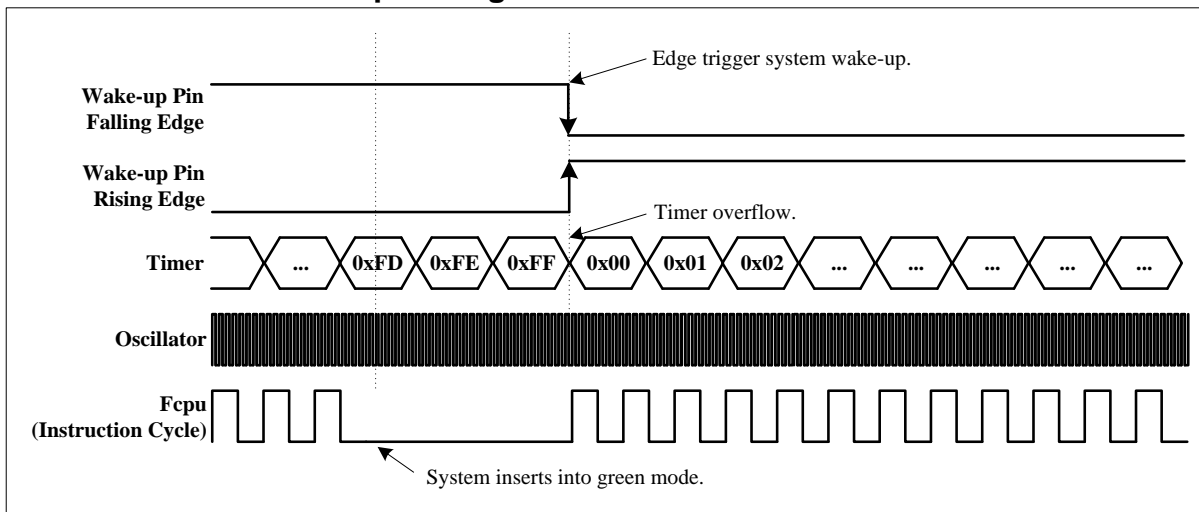 Edge trigger system wake-up.
Wake-up Pin
Falling Edge
Wake-up Pin
Rising Edge
Timer overflow.
Timer ... 0xFD 0xFE 0xFF 0x00 0x01 0x02 ... ... ... ... ...
Oscillator
Fcpu
(Instruction Cycle)
System inserts into green mode.